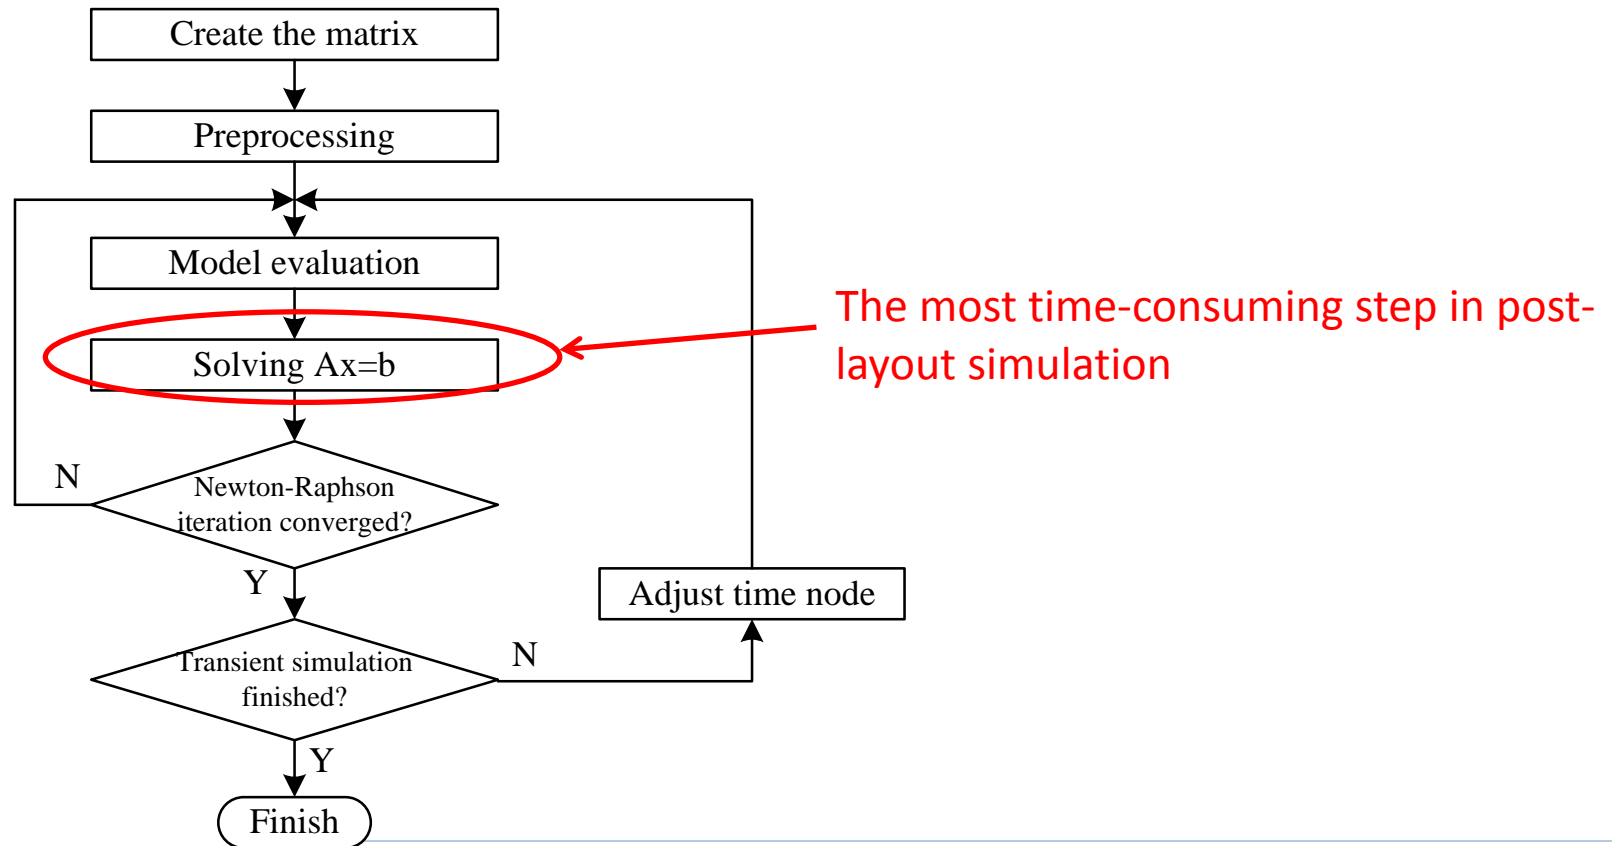 Create the matrix
Preprocessing
Model evaluation
The most time-consuming step in post-
layout simulation
Solving Ax=b
N
Newton-Raphson
iteration converged?
Y
Adjust time node
N
Transient simulation
finished?
Y
Finish